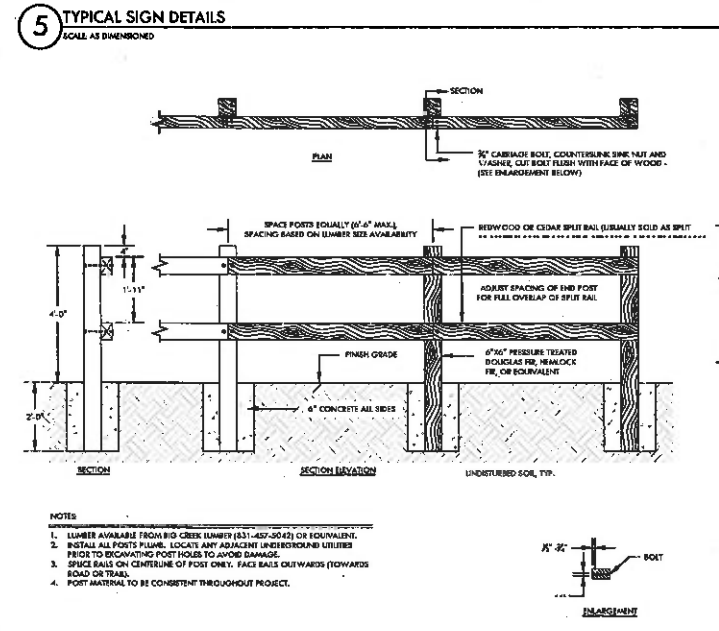 5 TYPICAL SIGN DETAILS
SCALE: AS DIMENSIONED
SECTION
PLAN
CARRIAGE BOLT, COUNTERSUNK SINK NUT AND
WASHER, CUT BOLT FLUSH WITH FACE OF WOOD -
(SEE ENLARGEMENT BELOW)
SPACE POSTS EQUALLY (6'-6" MAX.),
SPACING BASED ON LUMBER SIZE AVAILABILITY
REDWOOD OR CEDAR SPLIT RAIL (USUALLY SOLD AS SPLIT
4"
1'-11"
4'-0"
ADJUST SPACING OF END POST
FOR FULL OVERLAP OF SPLIT RAIL
FINISH GRADE
6"X6" PRESSURE TREATED
DOUGLAS FIR, HEMLOCK
FIR, OR EQUIVALENT
2'-0"
6" CONCRETE ALL SIDES
SECTION
SECTION ELEVATION
UNDISTURBED SOIL, TYP.
NOTES
1. LUMBER AVAILABLE FROM BIG CREEK LUMBER (831-457-5042) OR EQUIVALENT.
2. INSTALL ALL POSTS PLUMB. LOCATE ANY ADJACENT UNDERGROUND UTILITIES
PRIOR TO EXCAVATING POST HOLES TO AVOID DAMAGE.
3. SPLICE RAILS ON CENTERLINE OF POST ONLY. FACE RAILS OUTWARDS (TOWARDS
ROAD OR TRAIL).
4. POST MATERIAL TO BE CONSISTENT THROUGHOUT PROJECT.
BOLT
ENLARGEMENT